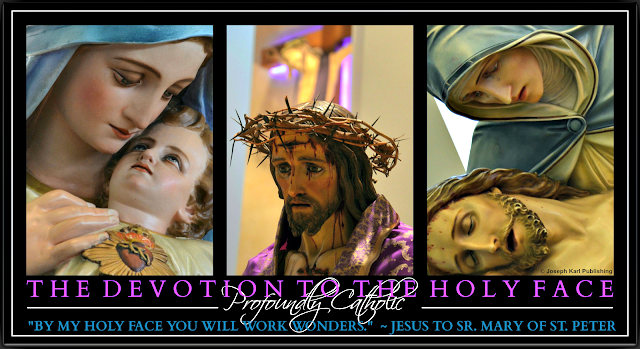 © Joseph Karl Publishing
THE DEVOTION TO THE HOLY FACE
Profoundly Catholic
"BY MY HOLY FACE YOU WILL WORK WONDERS." ~ JESUS TO SR. MARY OF ST. PETER